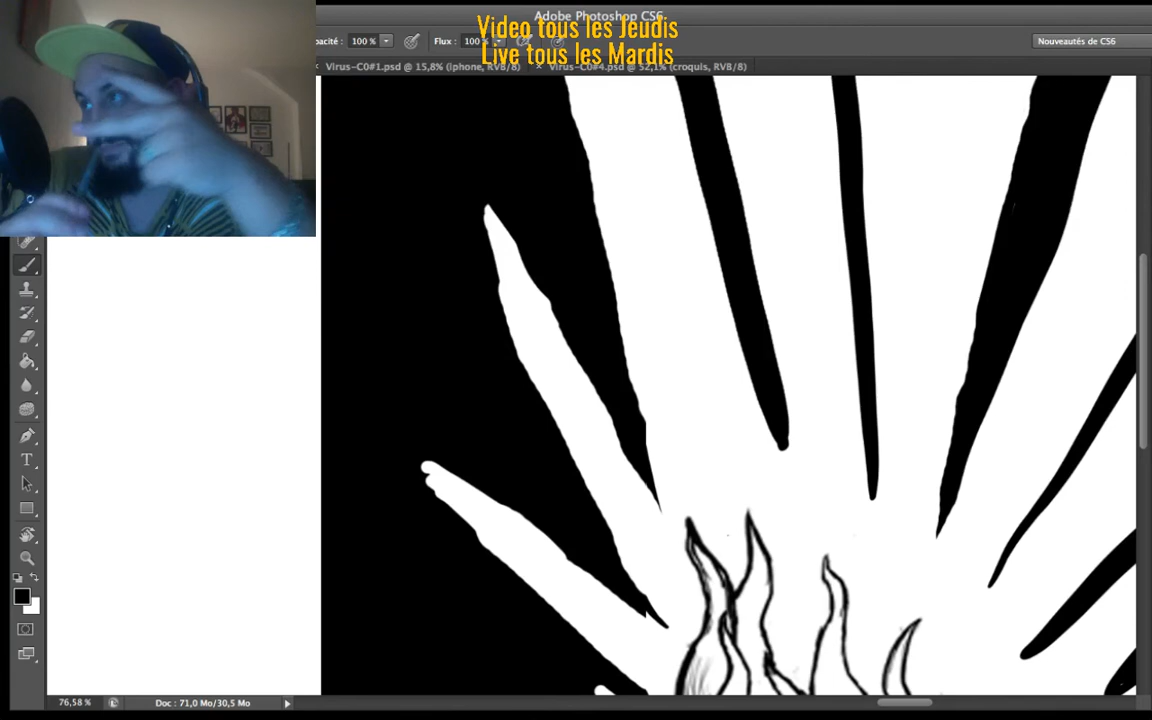 Adobe Photoshop CS6
Video tous les Jeudis
Live tous les Mardis
pacité : 100 %
Flux : 100 %
Nouveautés de CS6
Virus-C0#1.psd @ 15,8% (iphone, RVB/8)
× Virus-C0#4.psd @ 52,1% (croquis, RVB/8)
T
76,58 %
Doc : 71,0 Mo/30,5 Mo